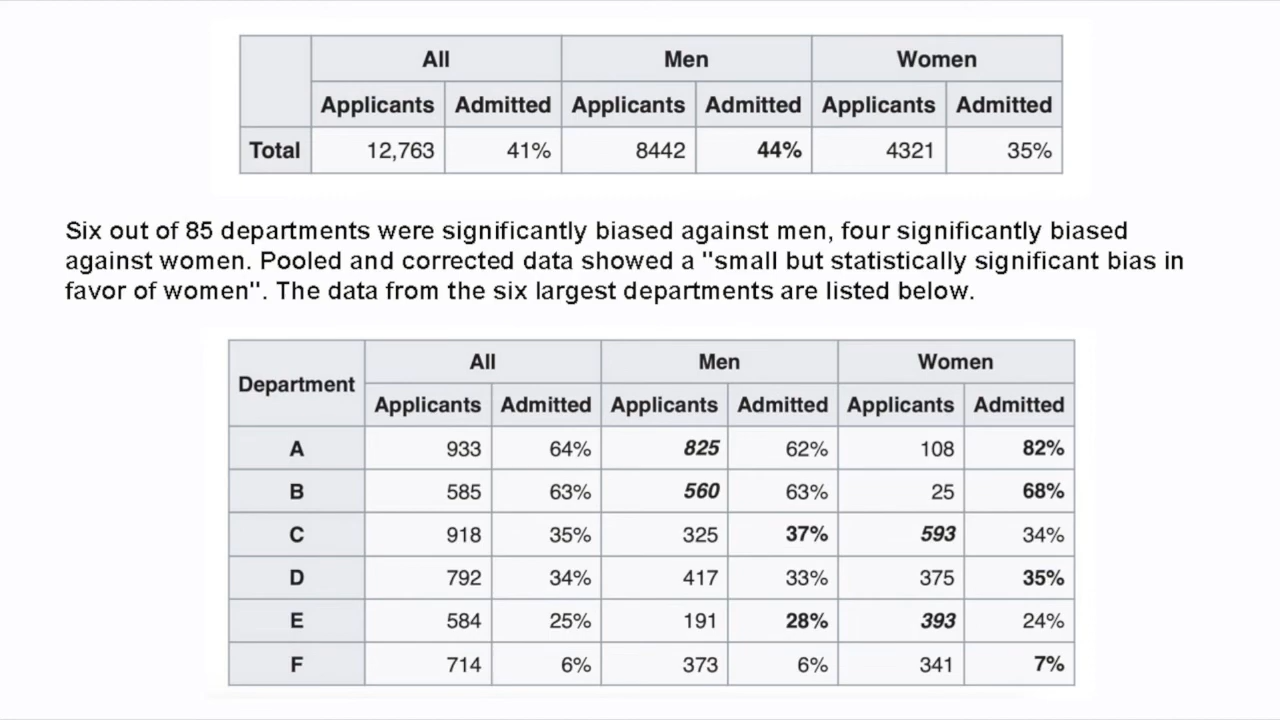 All Men Women
Applicants Admitted Applicants Admitted Applicants Admitted
Total 12,763 41% 8442 44% 4321 35%
Six out of 85 departments were significantly biased against men, four significantly biased
against women. Pooled and corrected data showed a "small but statistically significant bias in
favor of women". The data from the six largest departments are listed below.
Department All Men Women
Applicants Admitted Applicants Admitted Applicants Admitted
A 933 64% 825 62% 108 82%
B 585 63% 560 63% 25 68%
C 918 35% 325 37% 593 34%
D 792 34% 417 33% 375 35%
E 584 25% 191 28% 393 24%
F 714 6% 373 6% 341 7%